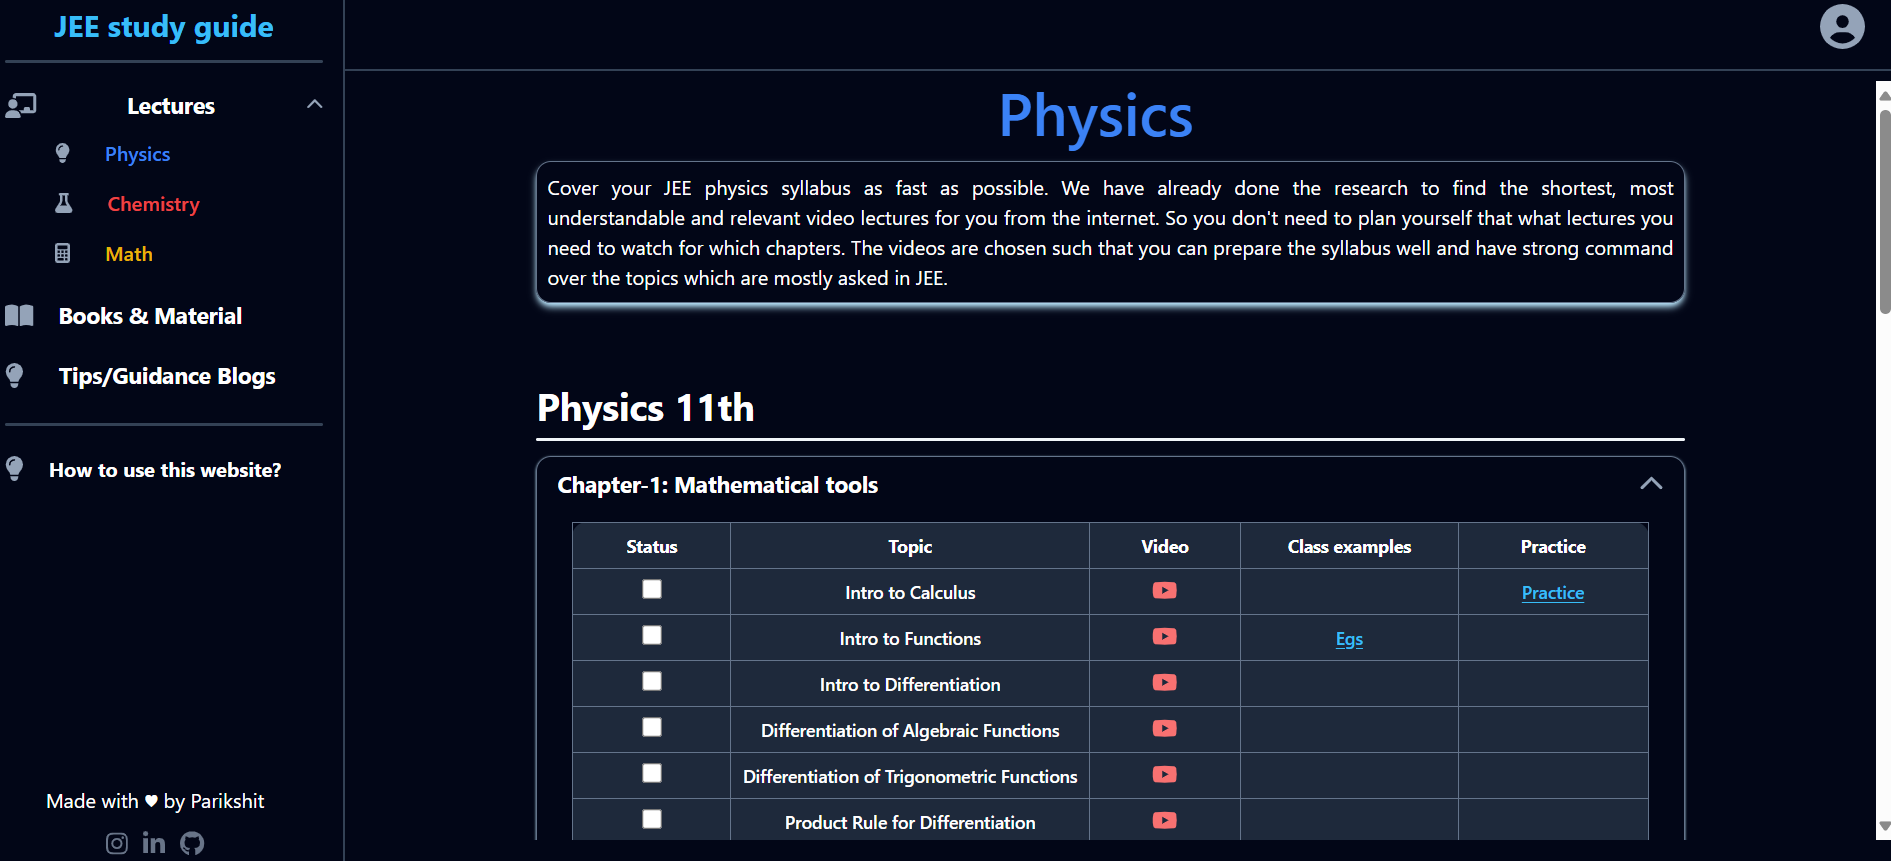 JEE study guide
Lectures
Physics
Chemistry
Math
Books & Material
Tips/Guidance Blogs
How to use this website?
Made with ♥ by Parikshit
Physics
Cover your JEE physics syllabus as fast as possible. We have already done the research to find the shortest, most
understandable and relevant video lectures for you from the internet. So you don't need to plan yourself that what lectures you
need to watch for which chapters. The videos are chosen such that you can prepare the syllabus well and have strong command
over the topics which are mostly asked in JEE.
Physics 11th
Chapter-1: Mathematical tools
Status Topic Video Class examples Practice
Intro to Calculus Practice
Intro to Functions Egs
Intro to Differentiation
Differentiation of Algebraic Functions
Differentiation of Trigonometric Functions
Product Rule for Differentiation